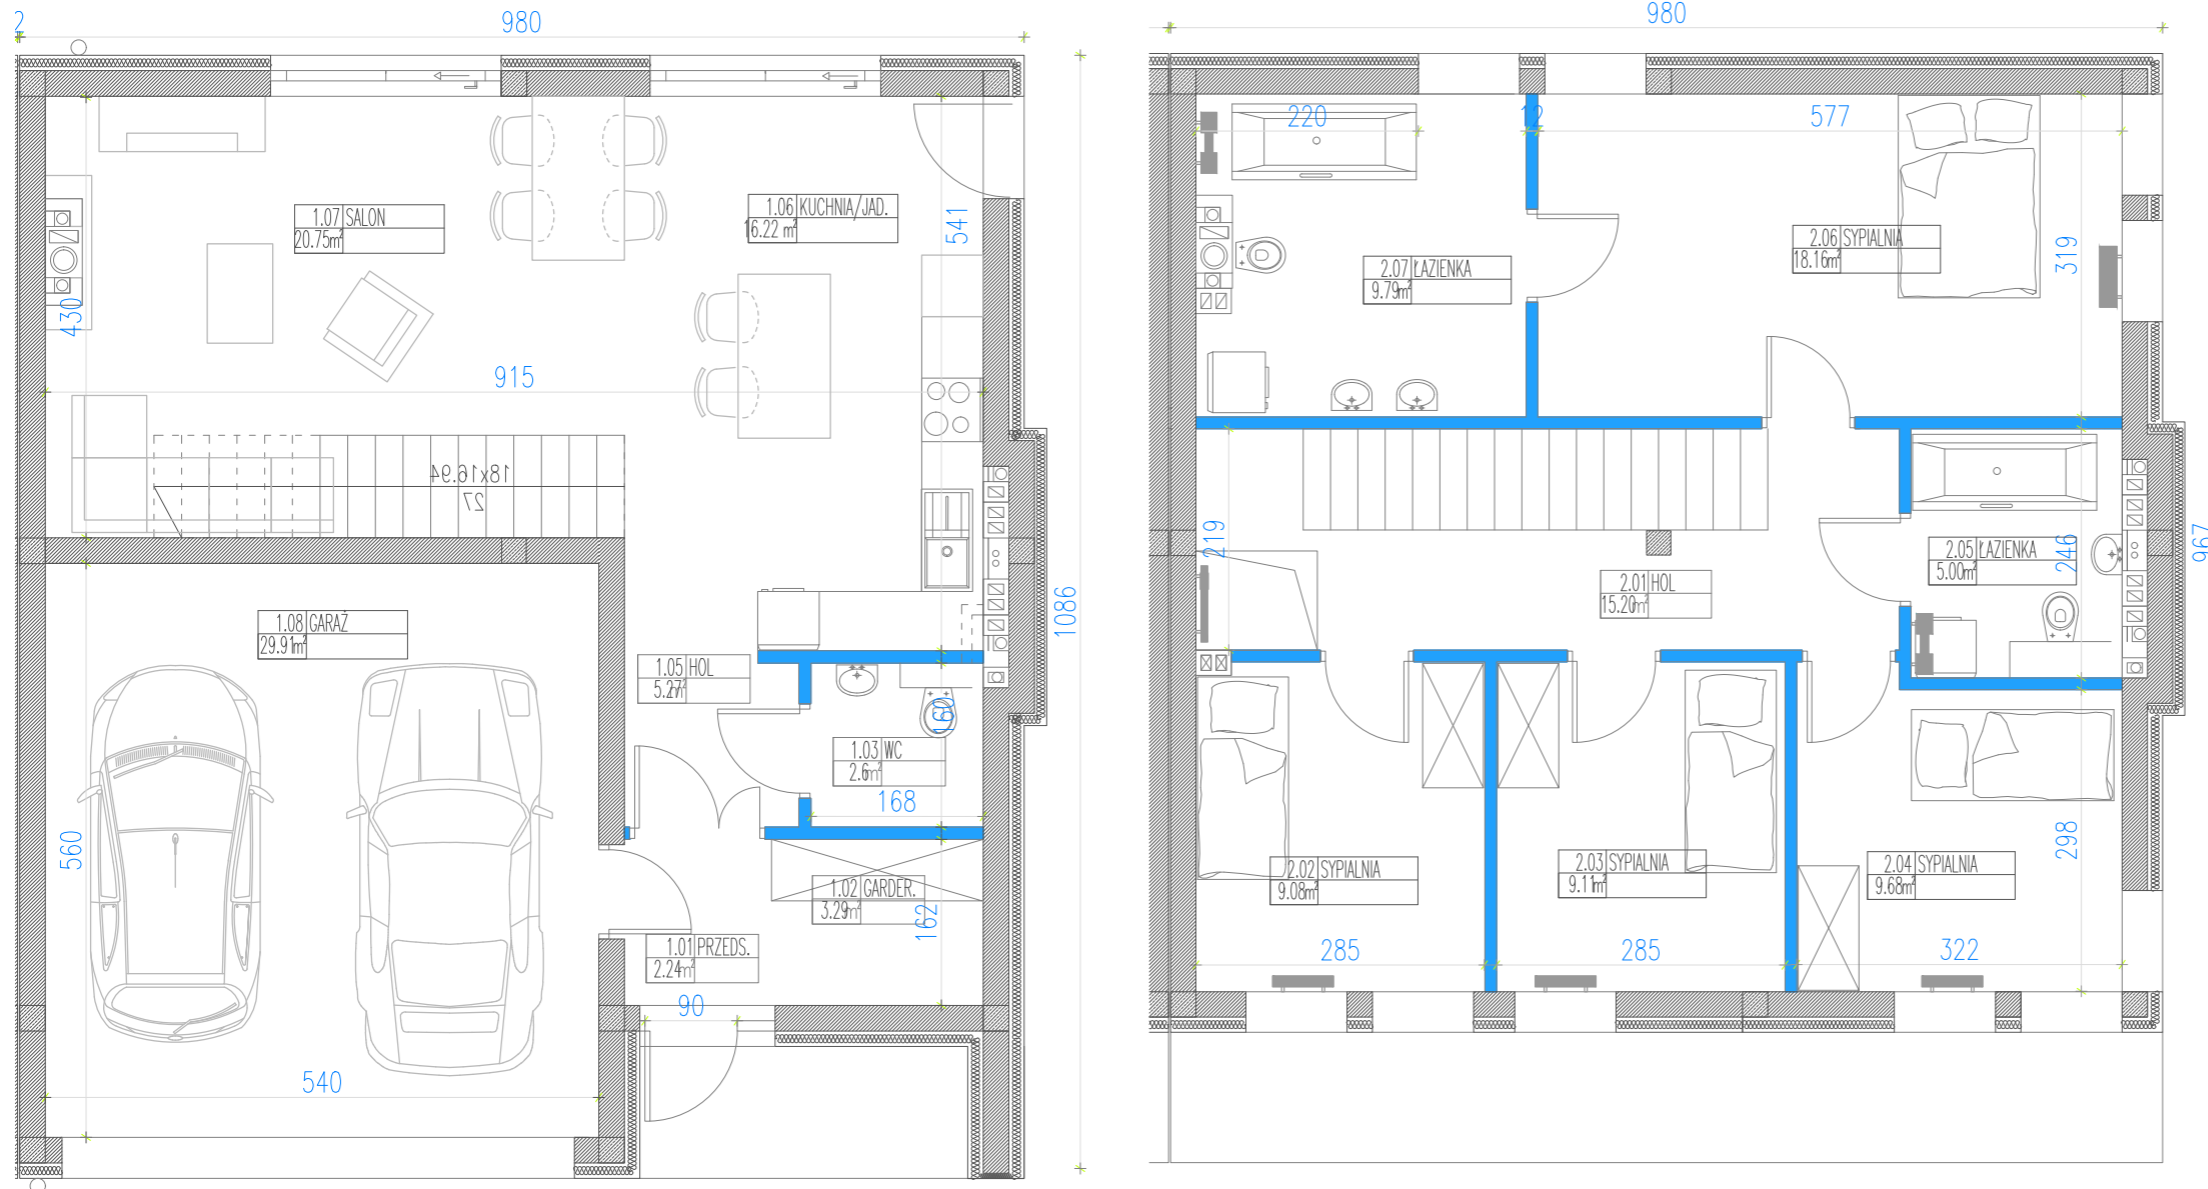 2
980
1.07 SALON
20.75m²
1.06 KUCHNIA/JAD.
16.22 m²
541
430
915
18x16.94
27
1.08 GARAŻ
29.91m²
1.05 HOL
5.27m²
1086
160
1.03 WC
2.6m²
168
560
1.02 GARDER.
3.29m²
162
1.01 PRZEDS.
2.24m²
90
540
980
220
12
577
2.06 SYPIALNIA
18.16m²
319
2.07 ŁAZIENKA
9.79m²
219
2.05 ŁAZIENKA
5.00m²
246
967
2.01 HOL
15.20m²
2.02 SYPIALNIA
9.08m²
2.03 SYPIALNIA
9.11m²
2.04 SYPIALNIA
9.68m²
298
285
285
322